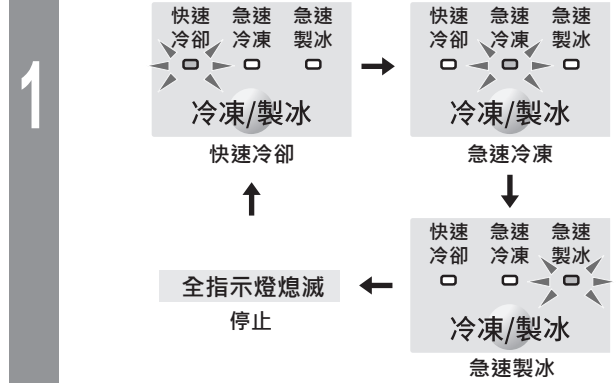 1
快速 急速 急速
冷卻 冷凍 製冰
冷凍/製冰
快速冷卻
快速 急速 急速
冷卻 冷凍 製冰
冷凍/製冰
急速冷凍
快速 急速 急速
冷卻 冷凍 製冰
冷凍/製冰
急速製冰
全指示燈熄滅
停止